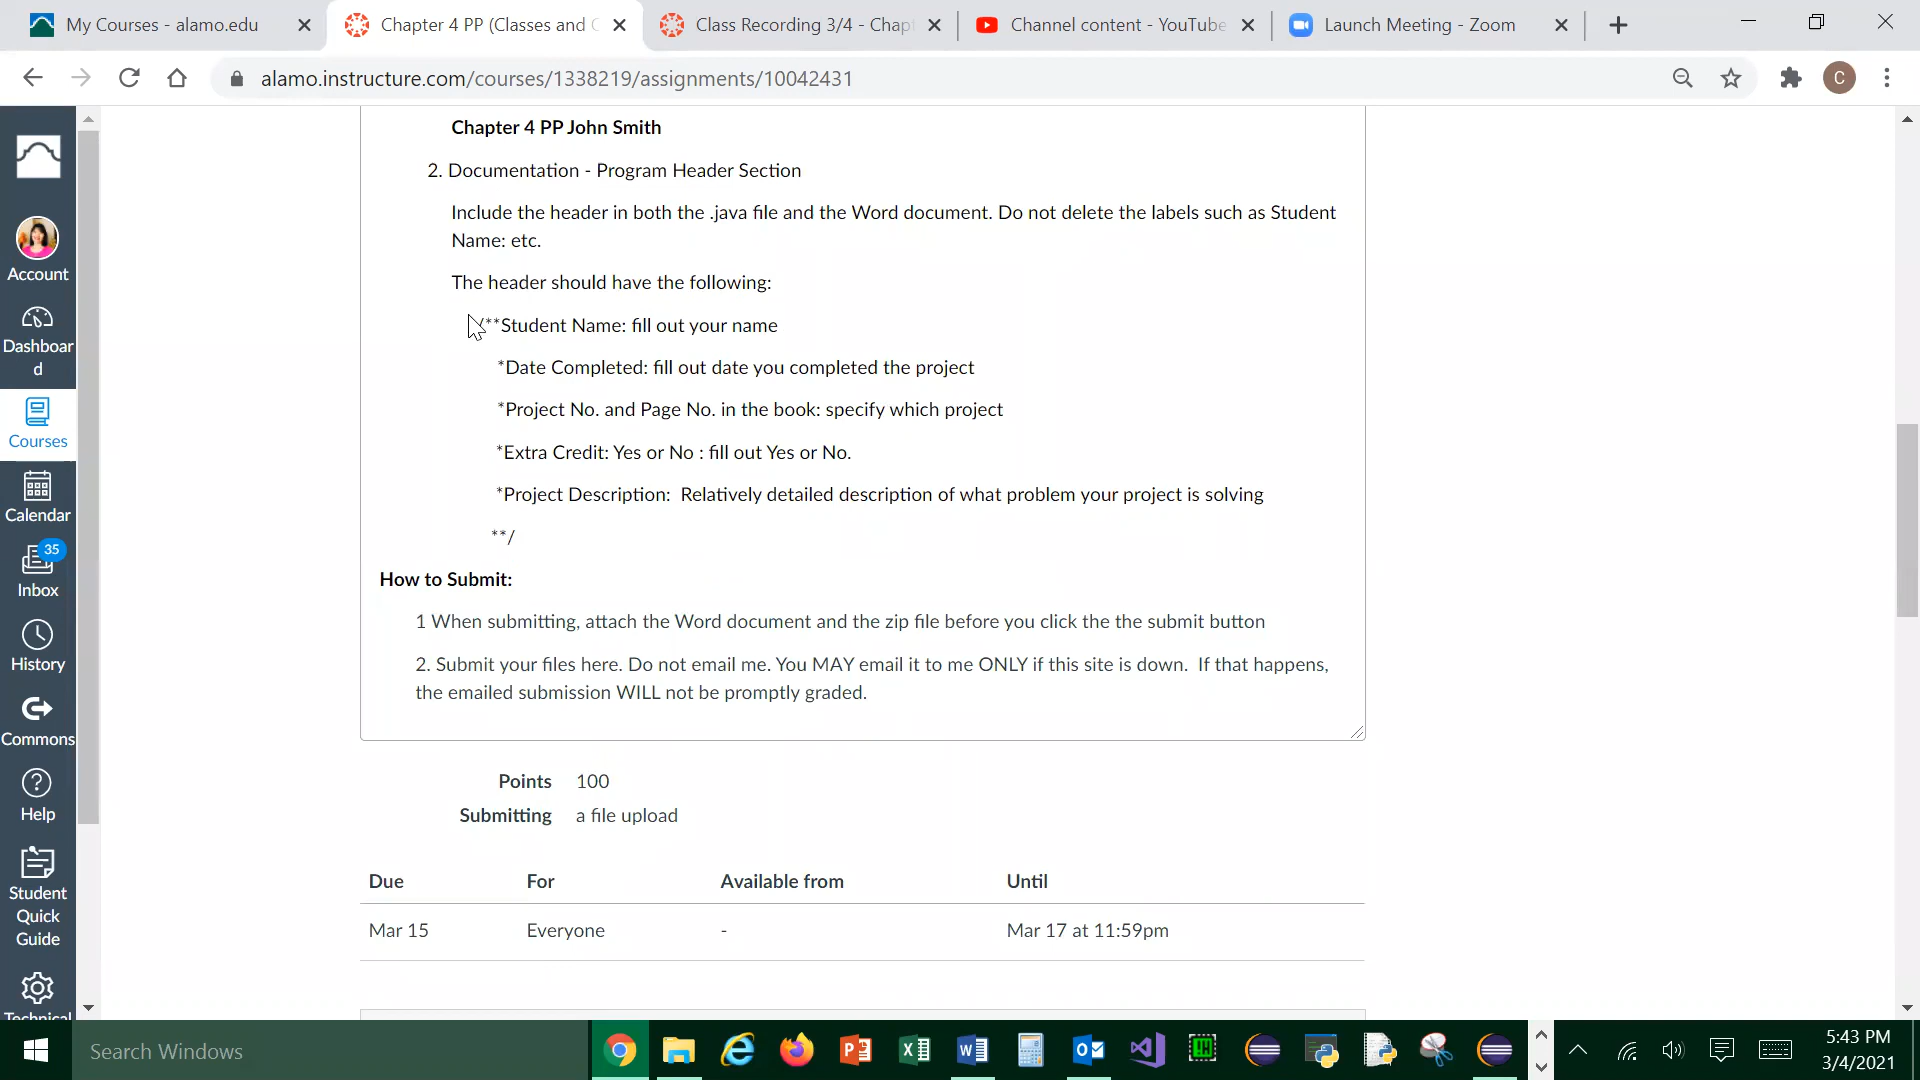 My Courses - alamo.edu
Chapter 4 PP (Classes and
Class Recording 3/4 - Chap
Channel content - YouTube
Launch Meeting - Zoom
alamo.instructure.com/courses/1338219/assignments/10042431
C
Account
Dashboar
d
Courses
Calendar
35
Inbox
History
Commons
Help
Student
Quick
Guide
Technical
Chapter 4 PP John Smith
2. Documentation - Program Header Section
Include the header in both the .java file and the Word document. Do not delete the labels such as Student
Name: etc.
The header should have the following:
/**Student Name: fill out your name
*Date Completed: fill out date you completed the project
*Project No. and Page No. in the book: specify which project
*Extra Credit: Yes or No : fill out Yes or No.
*Project Description:  Relatively detailed description of what problem your project is solving
**/
How to Submit:
1 When submitting, attach the Word document and the zip file before you click the the submit button
2. Submit your files here. Do not email me. You MAY email it to me ONLY if this site is down.  If that happens,
the emailed submission WILL not be promptly graded.
Points 100
Submitting a file upload
Due For Available from Until
Mar 15 Everyone - Mar 17 at 11:59pm
Search Windows
5:43 PM
3/4/2021